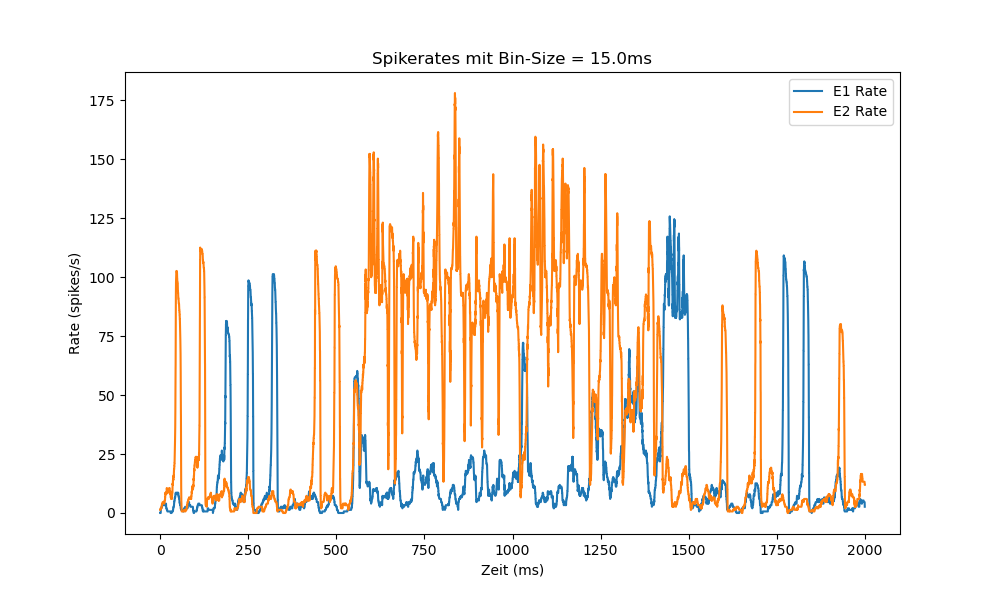 Spikerates mit Bin-Size = 15.0ms
E1 Rate
E2 Rate
175
150
125
100
75
50
25
0
Rate (spikes/s)
0 250 500 750 1000 1250 1500 1750 2000
Zeit (ms)